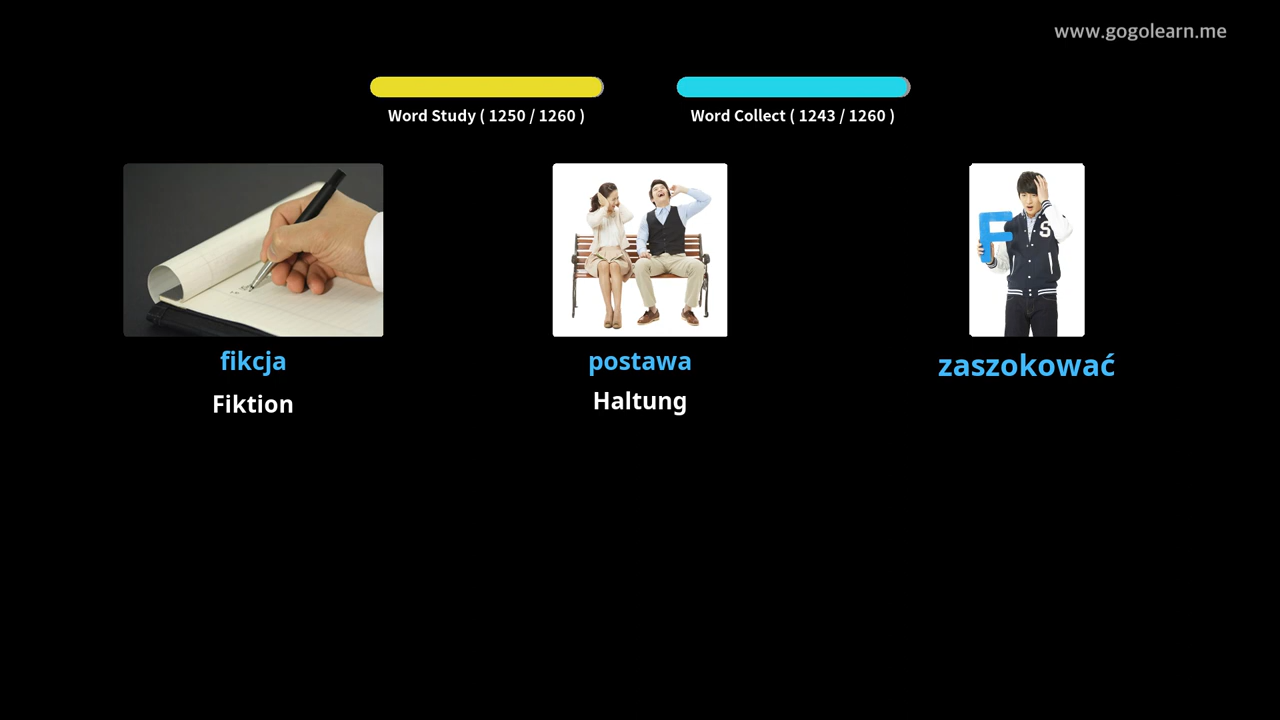 www.gogolearn.me
Word Study ( 1250 / 1260 )
Word Collect ( 1243 / 1260 )
F
S
fikcja
postawa
zaszokować
Fiktion
Haltung